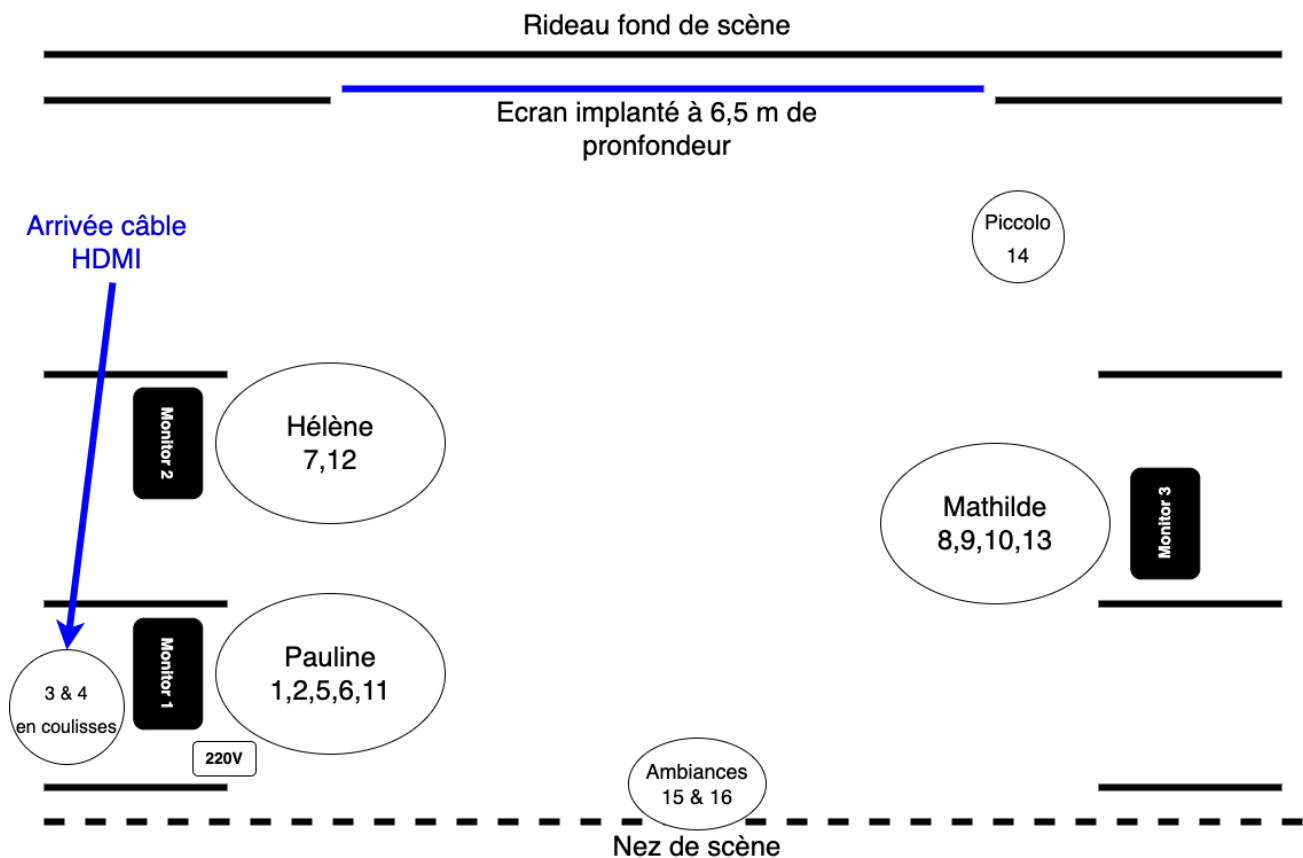 Rideau fond de scène
Ecran implanté à 6,5 m de
pronfondeur
Arrivée câble
HDMI
Piccolo
14
Monitor 2
Hélène
7,12
Mathilde
8,9,10,13
Monitor 3
3 & 4
en coulisses
Monitor 1
Pauline
1,2,5,6,11
220V
Ambiances
15 & 16
Nez de scène